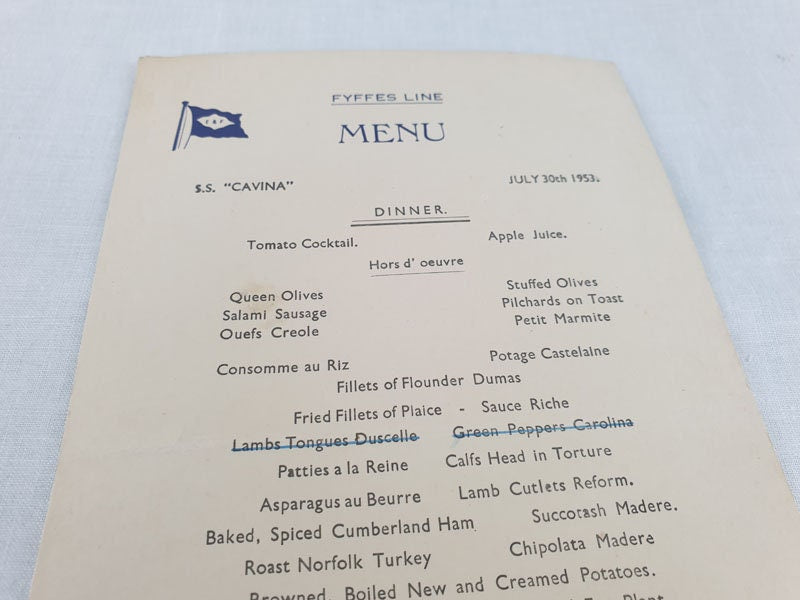 FYFFES LINE
F & F
MENU
S.S. "CAVINA" JULY 30th 1953.
DINNER.
Tomato Cocktail. Apple Juice.
Hors d' oeuvre
Queen Olives Stuffed Olives
Salami Sausage Pilchards on Toast
Ouefs Creole Petit Marmite
Consomme au Riz Potage Castelaine
Fillets of Flounder Dumas
Fried Fillets of Plaice - Sauce Riche
Lambs Tongues Duscelle Green Peppers Carolina
Patties a la Reine Calfs Head in Torture
Asparagus au Beurre Lamb Cutlets Reform.
Baked, Spiced Cumberland Ham Succotash Madere.
Roast Norfolk Turkey Chipolata Madere
Browned, Boiled New and Creamed Potatoes.
Plant